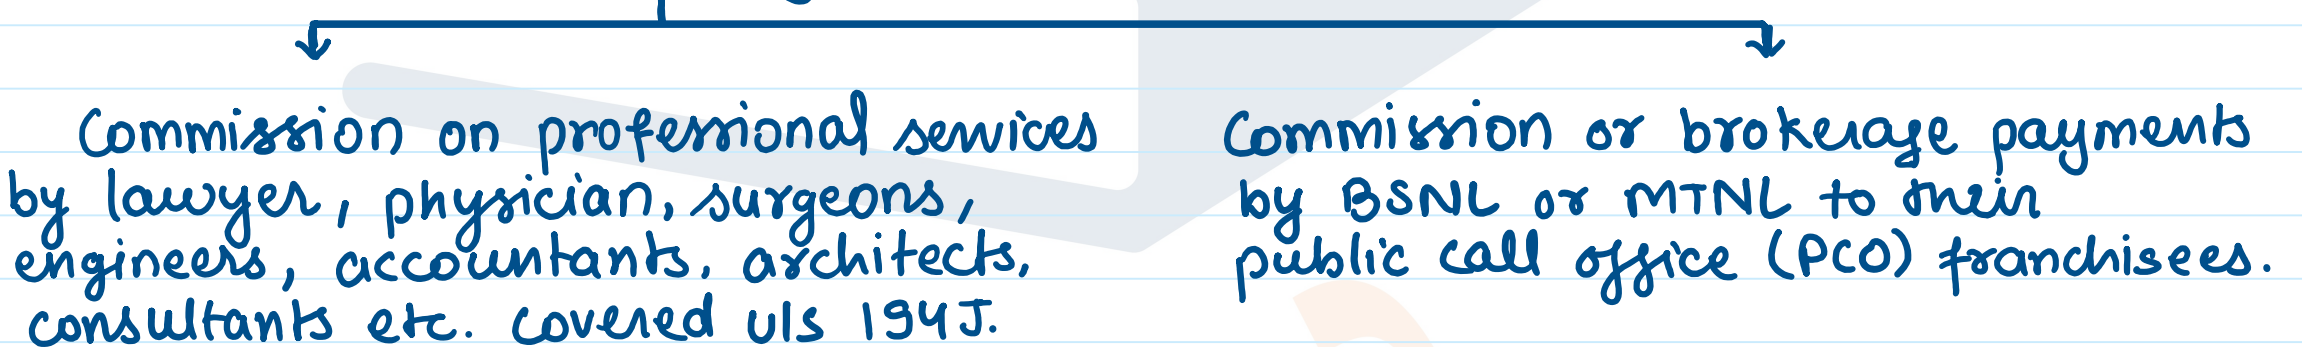 Commission on professional services
by lawyer, physician, surgeons,
engineers, accountants, architects,
consultants etc. covered u/s 194J.
Commission or brokerage payments
by BSNL or MTNL to their
public call office (PCO) franchisees.